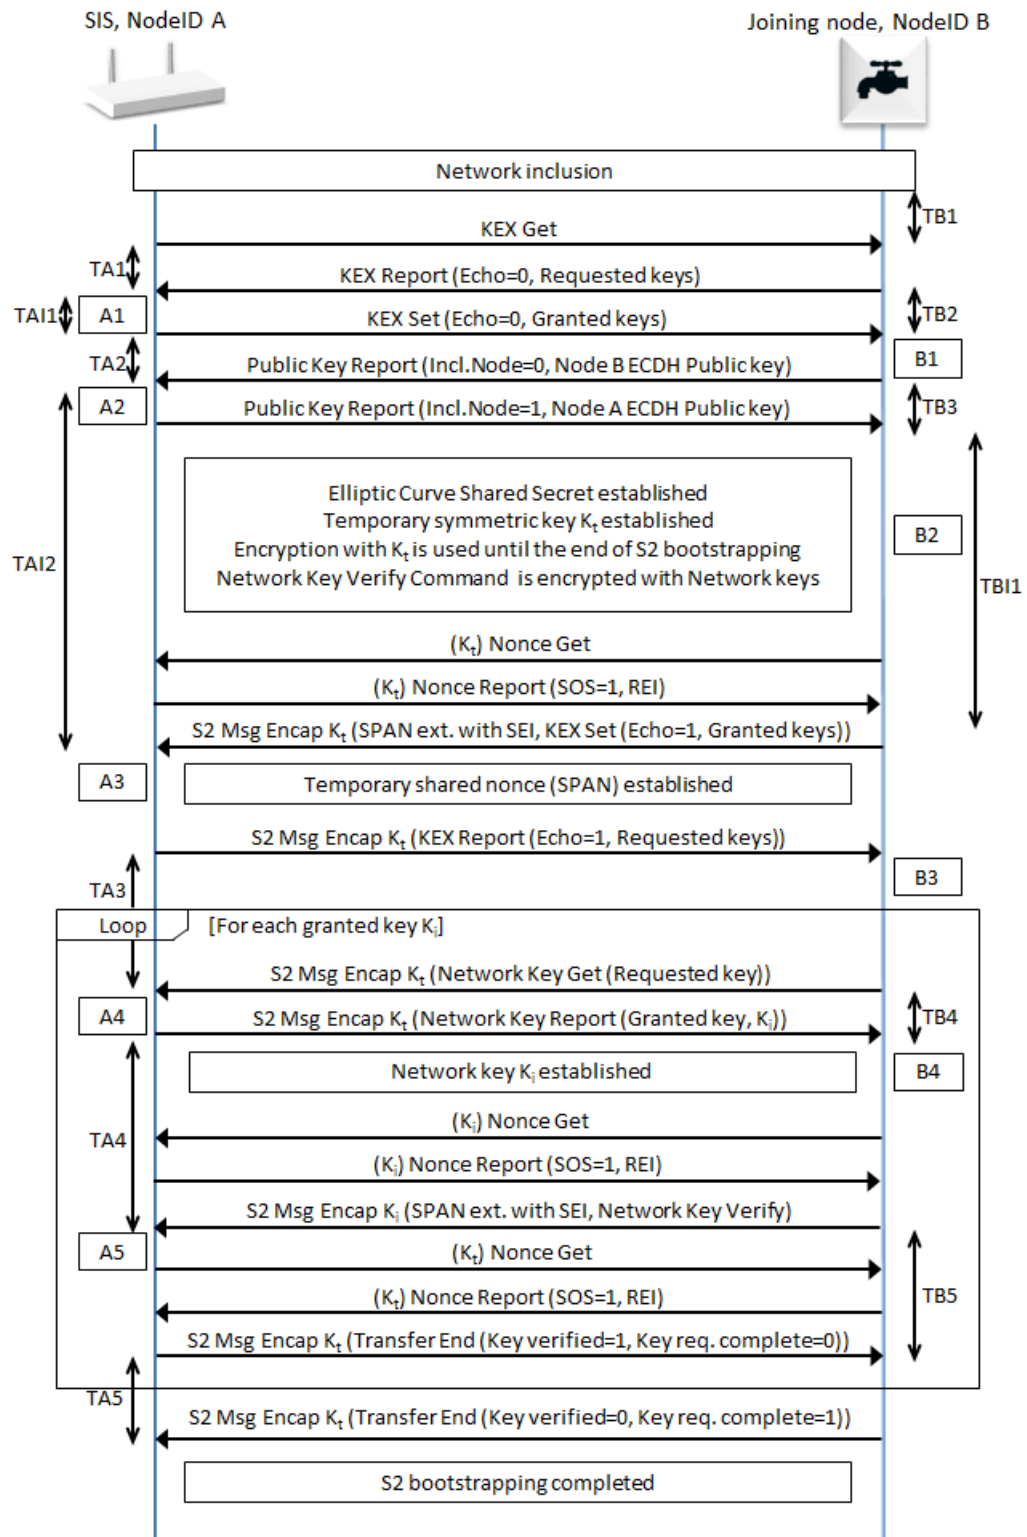 SIS, NodeID A
Joining node, NodeID B
Network inclusion
TB1
KEX Get
TA1
KEX Report (Echo=0, Requested keys)
TAI1
A1
TB2
KEX Set (Echo=0, Granted keys)
B1
TA2
Public Key Report (Incl.Node=0, Node B ECDH Public key)
A2
TB3
Public Key Report (Incl.Node=1, Node A ECDH Public key)
Elliptic Curve Shared Secret established
Temporary symmetric key Kt established
Encryption with Kt is used until the end of S2 bootstrapping
Network Key Verify Command is encrypted with Network keys
B2
TAI2
TBI1
(Kt) Nonce Get
(Kt) Nonce Report (SOS=1, REI)
S2 Msg Encap Kt (SPAN ext. with SEI, KEX Set (Echo=1, Granted keys))
A3
Temporary shared nonce (SPAN) established
S2 Msg Encap Kt (KEX Report (Echo=1, Requested keys))
B3
TA3
Loop
[For each granted key Ki]
S2 Msg Encap Kt (Network Key Get (Requested key))
A4
TB4
S2 Msg Encap Kt (Network Key Report (Granted key, Ki))
Network key Ki established
B4
(Ki) Nonce Get
TA4
(Ki) Nonce Report (SOS=1, REI)
S2 Msg Encap Ki (SPAN ext. with SEI, Network Key Verify)
A5
(Kt) Nonce Get
(Kt) Nonce Report (SOS=1, REI)
TB5
S2 Msg Encap Kt (Transfer End (Key verified=1, Key req. complete=0))
TA5
S2 Msg Encap Kt (Transfer End (Key verified=0, Key req. complete=1))
S2 bootstrapping completed